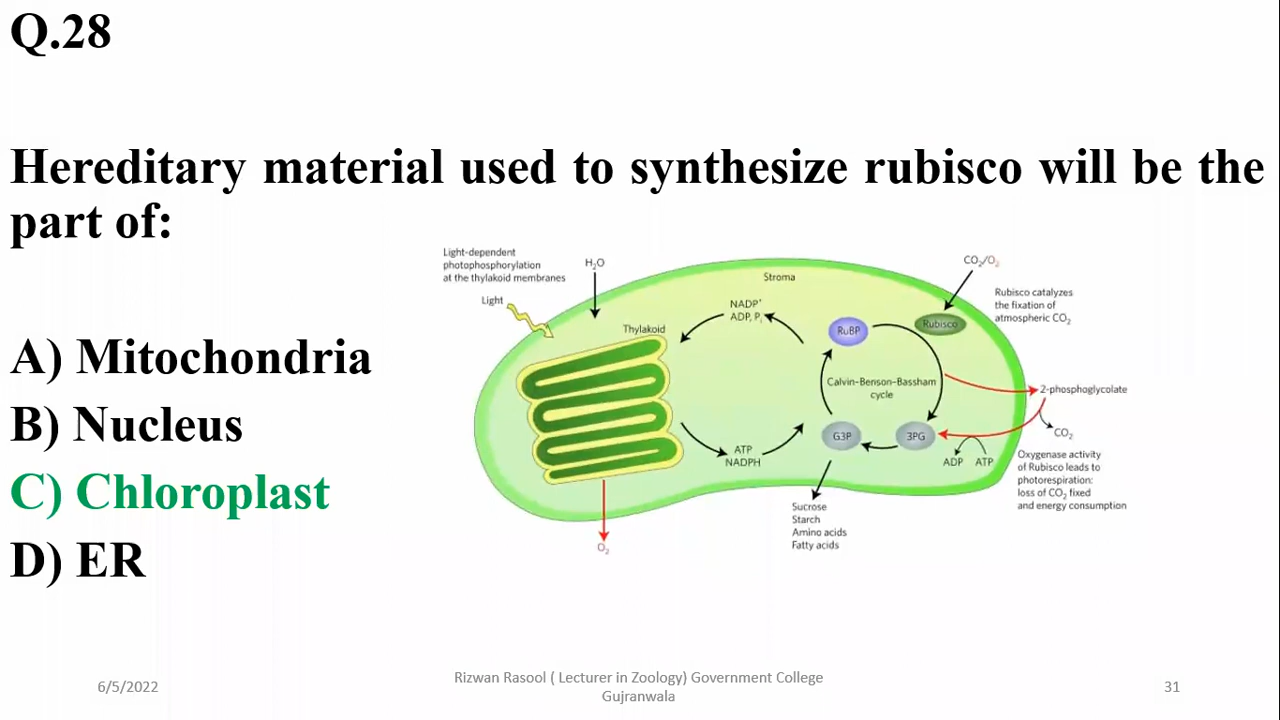 Q.28
Hereditary material used to synthesize rubisco will be the
part of:
A) Mitochondria
B) Nucleus
C) Chloroplast
D) ER
Light-dependent
photophosphorylation
at the thylakoid membranes
H₂O
Light
Thylakoid
Stroma
NADP⁺
ADP, Pᵢ
ATP
NADPH
O₂
RuBP
Rubisco
CO₂/O₂
Rubisco catalyzes
the fixation of
atmospheric CO₂
Calvin–Benson–Bassham
cycle
G3P
3PG
2-phosphoglycolate
CO₂
ADP
ATP
Oxygenase activity
of Rubisco leads to
photorespiration:
loss of CO₂ fixed
and energy consumption
Sucrose
Starch
Amino acids
Fatty acids
6/5/2022
Rizwan Rasool ( Lecturer in Zoology) Government College
Gujranwala
31